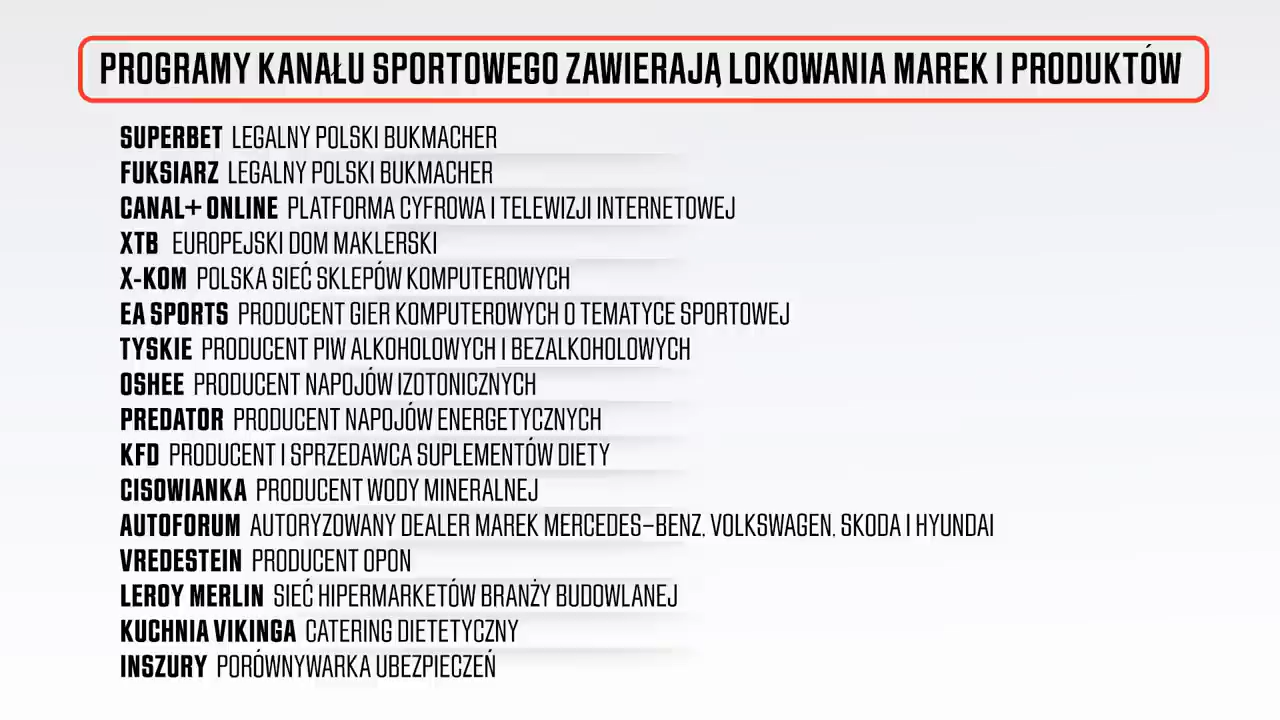 PROGRAMY KANAŁU SPORTOWEGO ZAWIERAJĄ LOKOWANIA MAREK I PRODUKTÓW
SUPERBET LEGALNY POLSKI BUKMACHER
FUKSIARZ LEGALNY POLSKI BUKMACHER
CANAL+ ONLINE PLATFORMA CYFROWA I TELEWIZJI INTERNETOWEJ
XTB EUROPEJSKI DOM MAKLERSKI
X-KOM POLSKA SIEĆ SKLEPÓW KOMPUTEROWYCH
EA SPORTS PRODUCENT GIER KOMPUTEROWYCH O TEMATYCE SPORTOWEJ
TYSKIE PRODUCENT PIW ALKOHOLOWYCH I BEZALKOHOLOWYCH
OSHEE PRODUCENT NAPOJÓW IZOTONICZNYCH
PREDATOR PRODUCENT NAPOJÓW ENERGETYCZNYCH
KFD PRODUCENT I SPRZEDAWCA SUPLEMENTÓW DIETY
CISOWIANKA PRODUCENT WODY MINERALNEJ
AUTOFORUM AUTORYZOWANY DEALER MAREK MERCEDES–BENZ, VOLKSWAGEN, SKODA I HYUNDAI
VREDESTEIN PRODUCENT OPON
LEROY MERLIN SIEĆ HIPERMARKETÓW BRANŻY BUDOWLANEJ
KUCHNIA VIKINGA CATERING DIETETYCZNY
INSZURY PORÓWNYWARKA UBEZPIECZEŃ